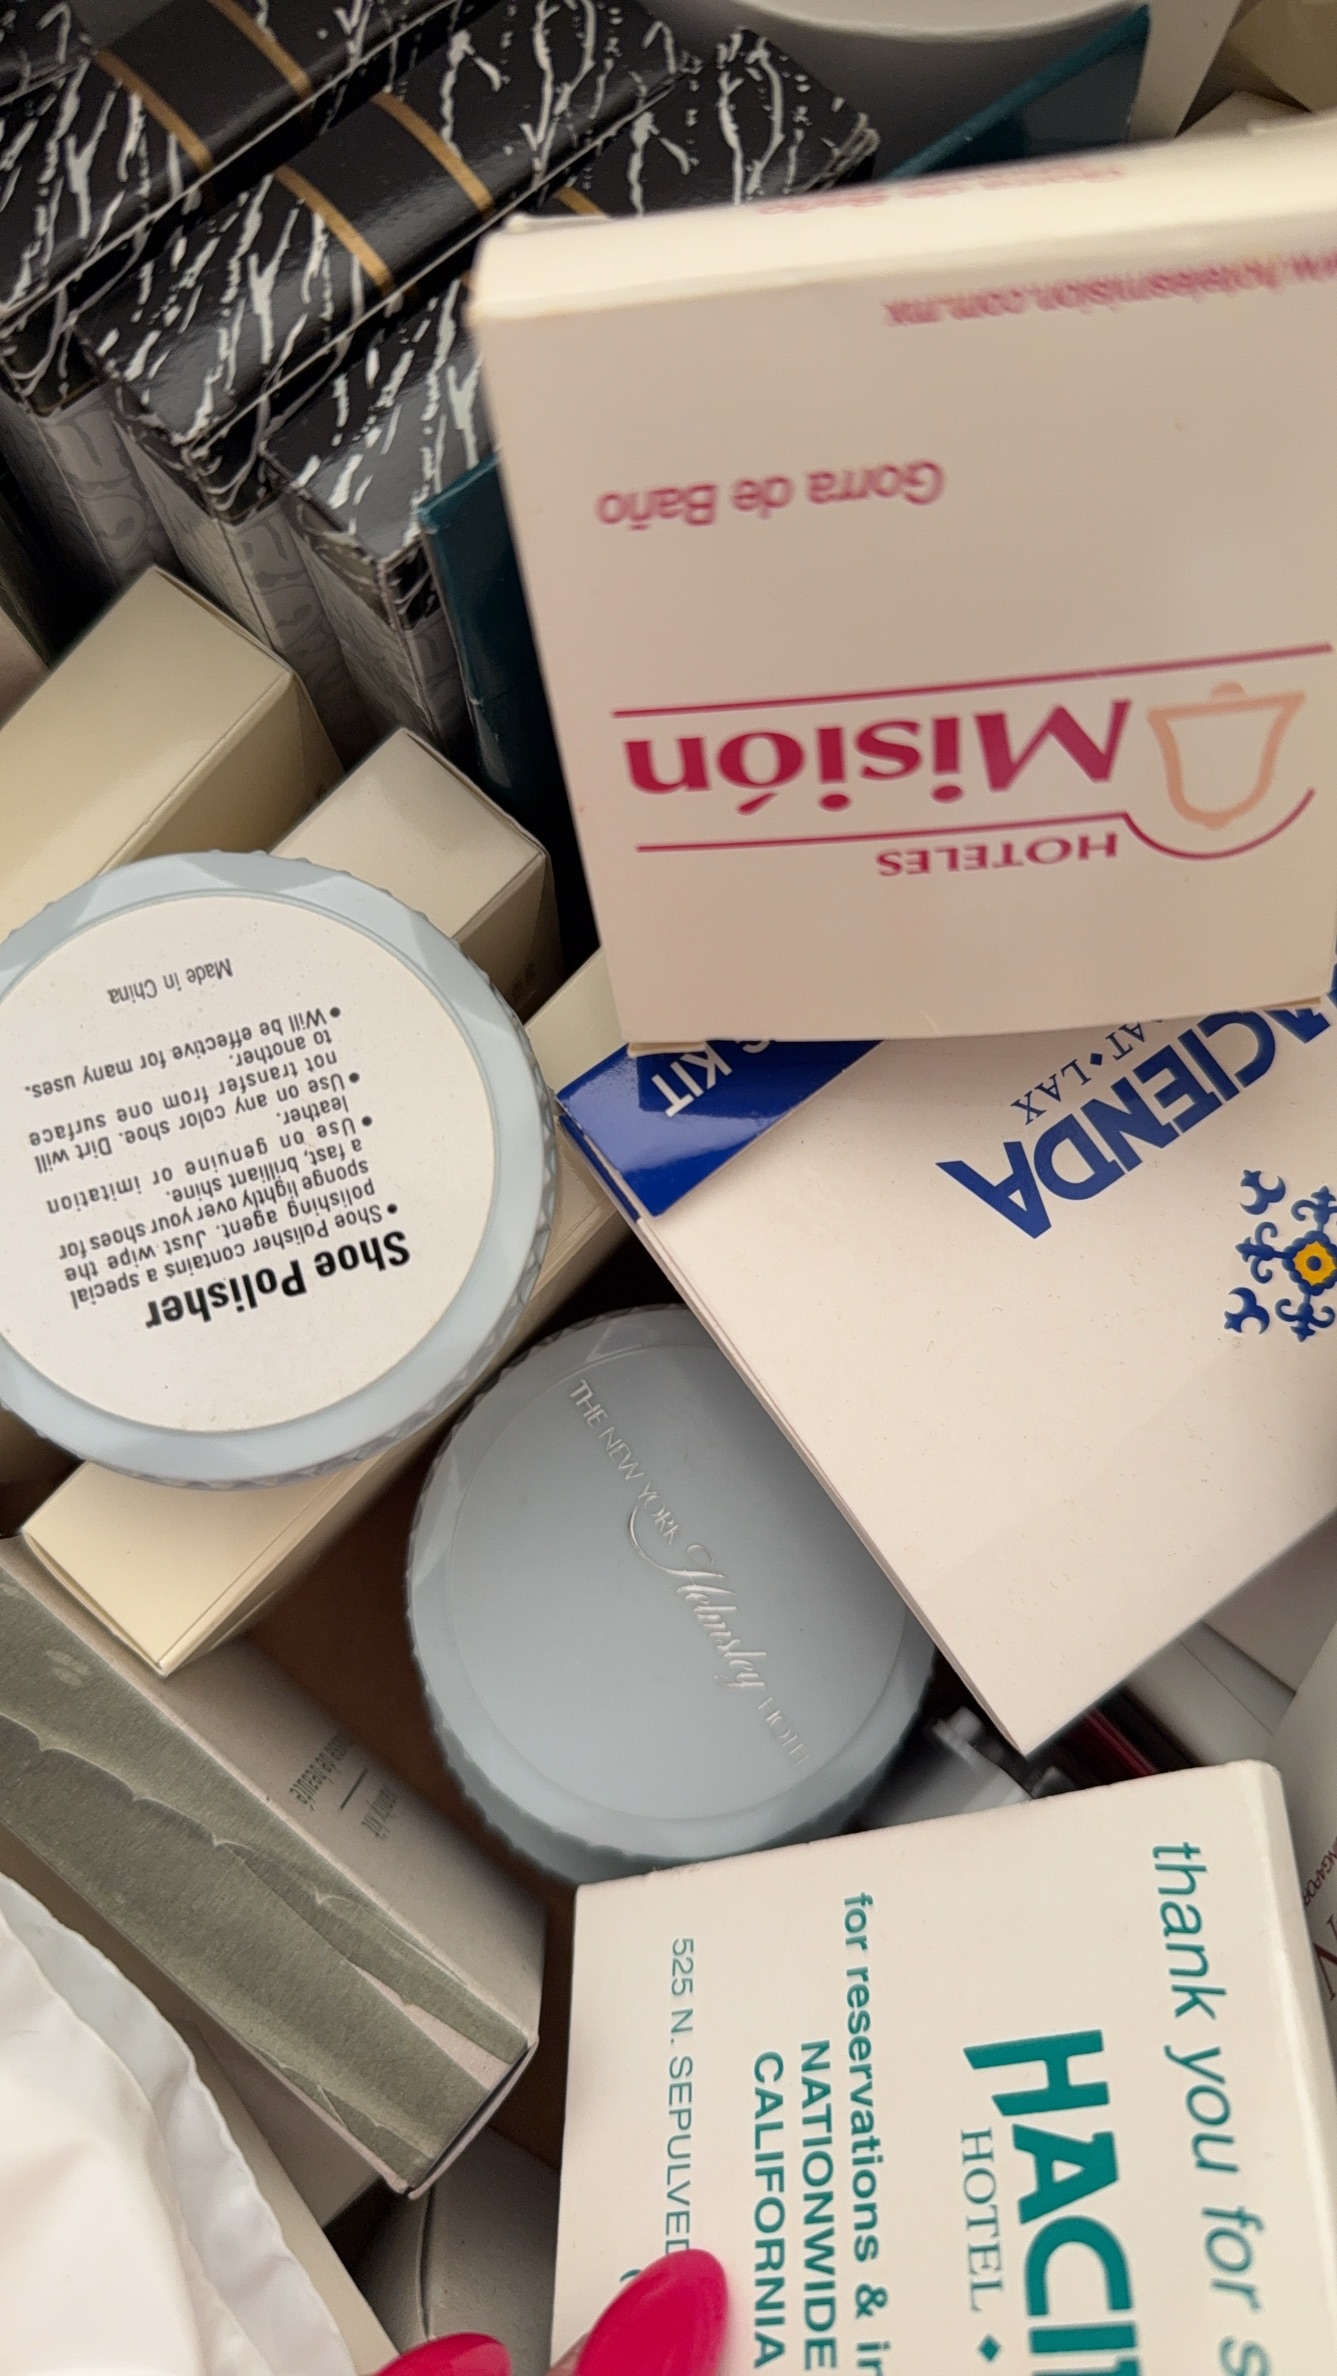 HOTELES
Misión
Gorra de Baño
www.hotelesmision.com.mx
Shoe Polisher
• Shoe Polisher contains a special
polishing agent. Just wipe the
sponge lightly over your shoes for
a fast, brilliant shine.
• Use on genuine or imitation
leather.
• Use on any color shoe. Dirt will
not transfer from one surface
to another.
• Will be effective for many uses.
Made in China
KIT
ACIENDA
AT•LAX
THE NEW YORK Helmsley HOTEL
thank you for s
HACI
HOTEL
for reservations & in
NATIONWIDE
CALIFORNIA
525 N. SEPULVED
vanity kit